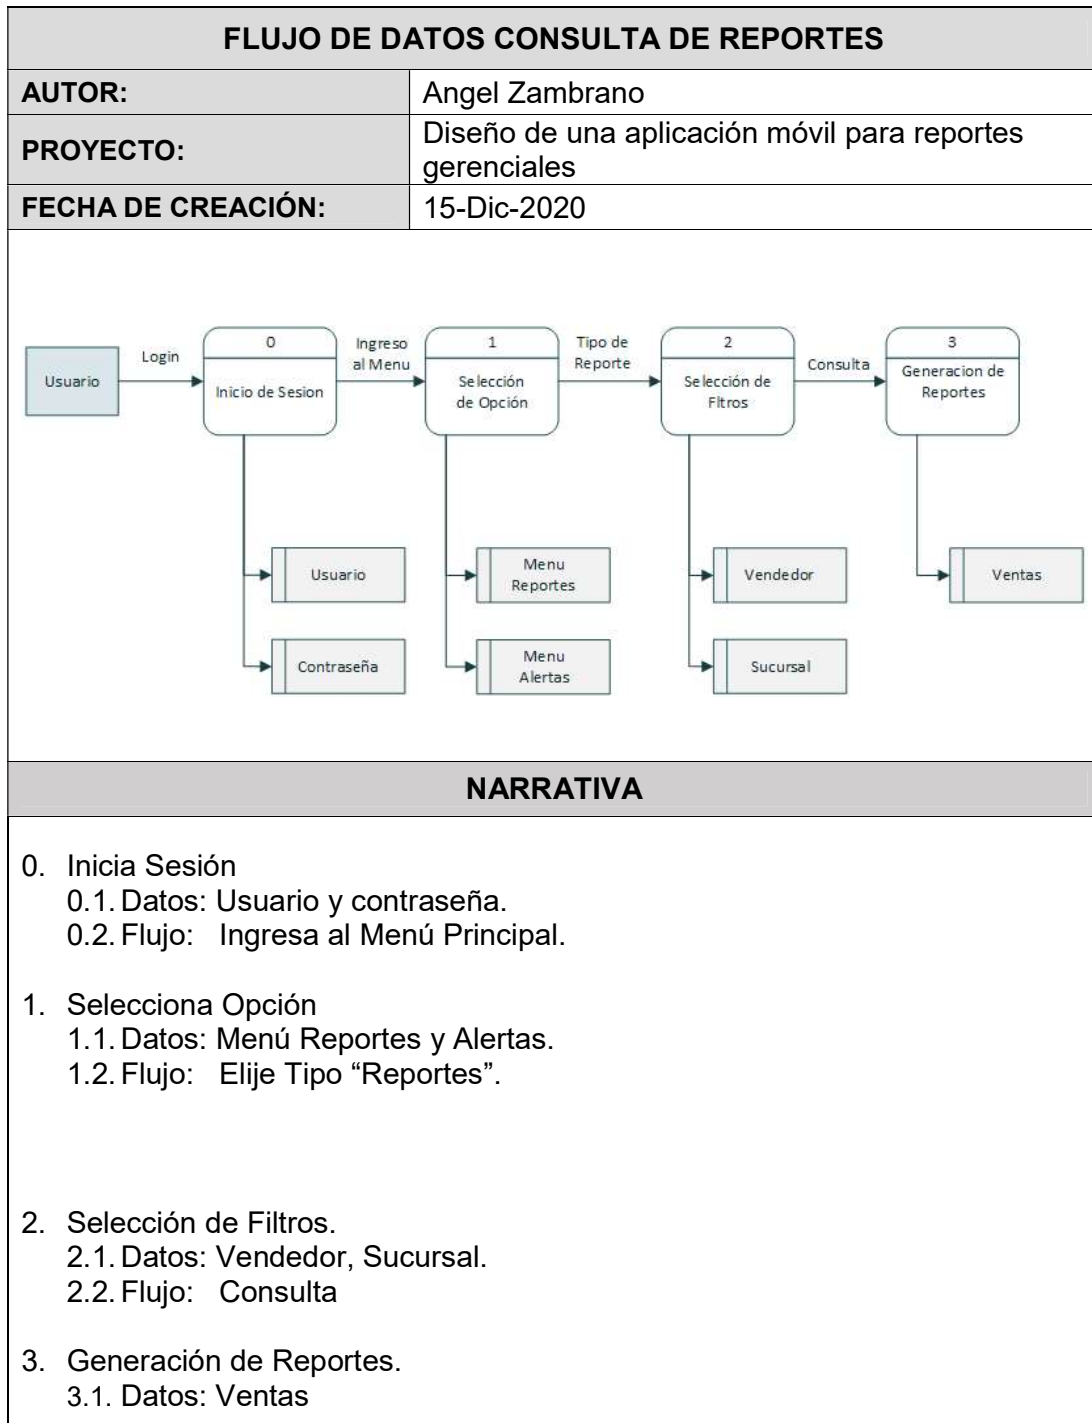 FLUJO DE DATOS CONSULTA DE REPORTES
AUTOR:
Angel Zambrano
PROYECTO:
Diseño de una aplicación móvil para reportes
gerenciales
FECHA DE CREACIÓN:
15-Dic-2020
Usuario
Login
0
Inicio de Sesion
Ingreso
al Menu
1
Selección
de Opción
Tipo de
Reporte
2
Selección de
Fltros
Consulta
3
Generacion de
Reportes
Usuario
Menu
Reportes
Vendedor
Ventas
Contraseña
Menu
Alertas
Sucursal
NARRATIVA
0. Inicia Sesión
0.1. Datos: Usuario y contraseña.
0.2. Flujo: Ingresa al Menú Principal.
1. Selecciona Opción
1.1. Datos: Menú Reportes y Alertas.
1.2. Flujo: Elije Tipo “Reportes”.
2. Selección de Filtros.
2.1. Datos: Vendedor, Sucursal.
2.2. Flujo: Consulta
3. Generación de Reportes.
3.1. Datos: Ventas